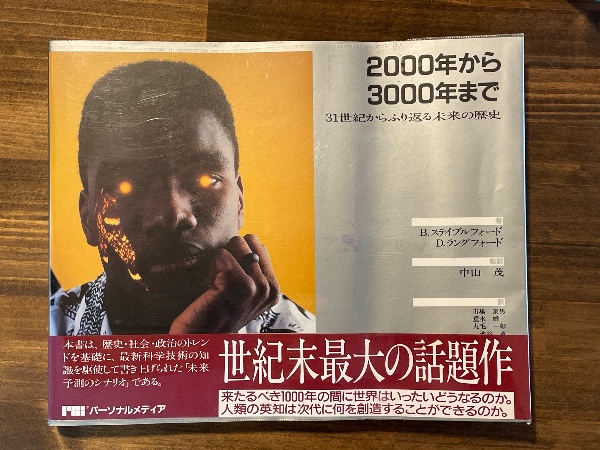 2000年から
3000年まで
31世紀からふり返る未来の歴史
著
B.ステイブルフォード
D.ラングフォード
監訳
中山 茂
訳
市場 泰男
本書は、歴史・社会・政治のトレン
ドを基礎に、最新科学技術の知
識を駆使して書き上げられた「未来
予測のシナリオ」である。
パーソナルメディア
世紀末最大の話題作
来たるべき1000年の間に世界はいったいどうなるのか。
人類の英知は次代に何を創造することができるのか。